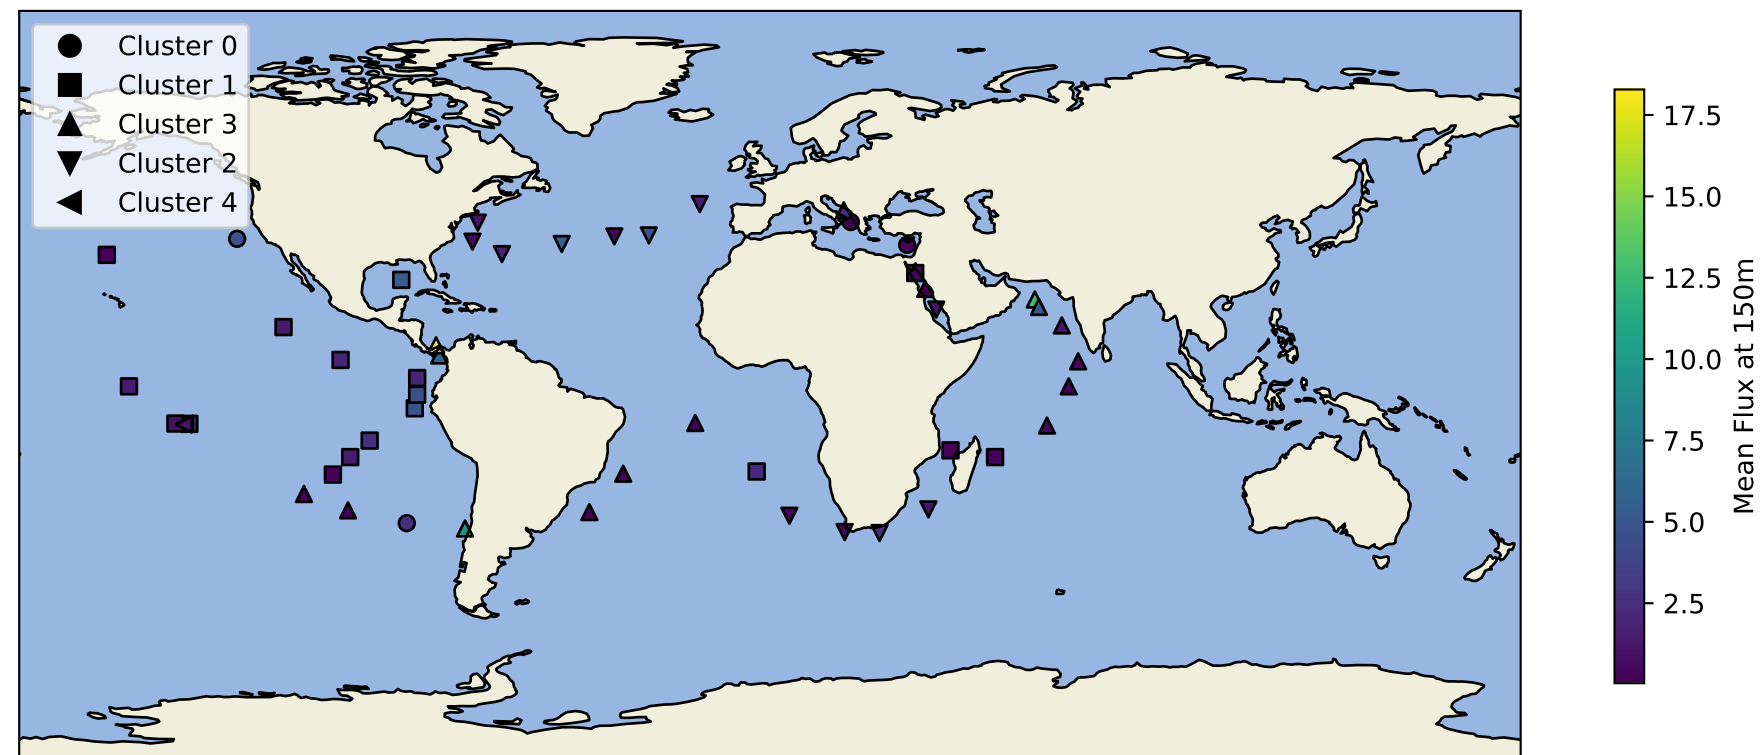 Cluster 0
Cluster 1
Cluster 3
Cluster 2
Cluster 4
17.5
15.0
12.5
10.0
7.5
5.0
2.5
Mean Flux at 150m